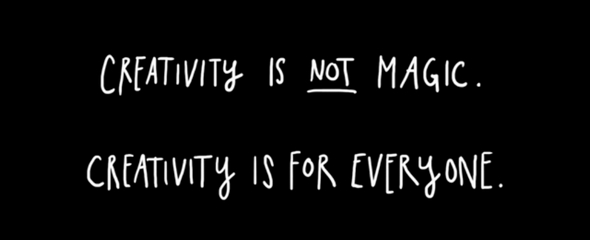 CREATIVITY IS NOT MAGIC.
CREATIVITY IS FOR EVERYONE.